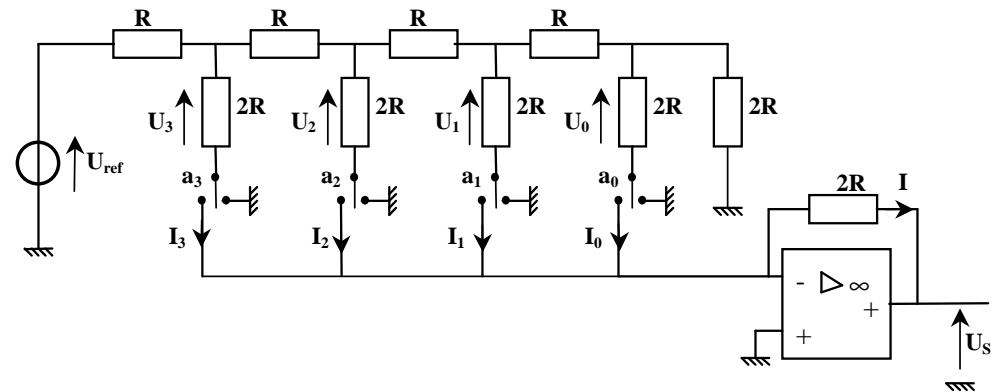 R R R R
2R 2R 2R 2R 2R
U3 U2 U1 U0
Uref
a3 a2 a1 a0
2R I
I3 I2 I1 I0
- ▷ ∞
+
+
US